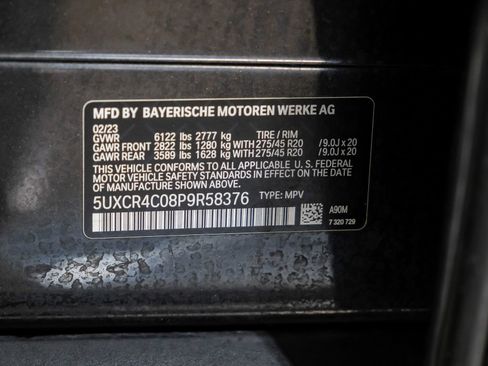 MFD BY BAYERISCHE MOTOREN WERKE AG
02/23
GVWR 6122 lbs 2777 kg TIRE / RIM
GAWR FRONT 2822 lbs 1280 kg WITH 275/45 R20 / 9.0J x 20
GAWR REAR 3589 lbs 1628 kg WITH 275/45 R20 / 9.0J x 20
THIS VEHICLE CONFORMS TO ALL APPLICABLE U. S. FEDERAL
MOTOR VEHICLE SAFETY STANDARDS IN EFFECT ON THE
DATE OF MANUFACTURE SHOWN ABOVE.
5UXCR4C08P9R58376 TYPE: MPV
A90M
7 320 729